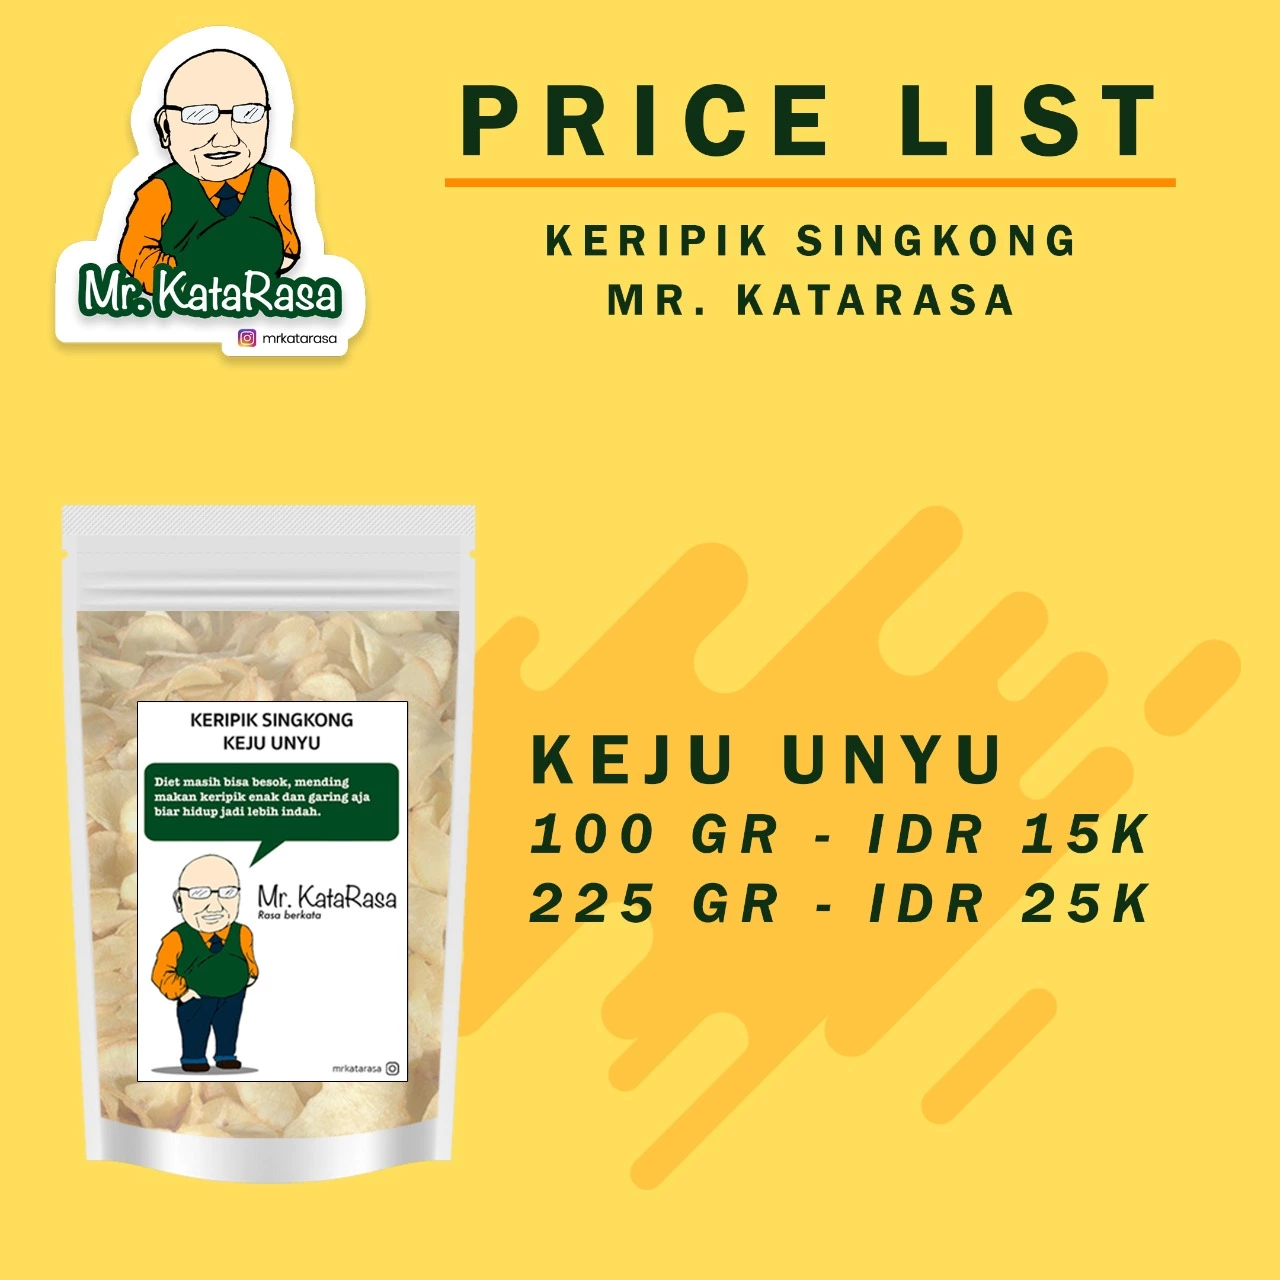 PRICE LIST
KERIPIK SINGKONG
MR. KATARASA
Mr. KataRasa
mrkatarasa
KERIPIK SINGKONG
KEJU UNYU
Diet masih bisa besok, mending
makan keripik enak dan garing aja
biar hidup jadi lebih indah.
Mr. KataRasa
Rasa berkata
mrkatarasa
KEJU UNYU
100 GR - IDR 15K
225 GR - IDR 25K